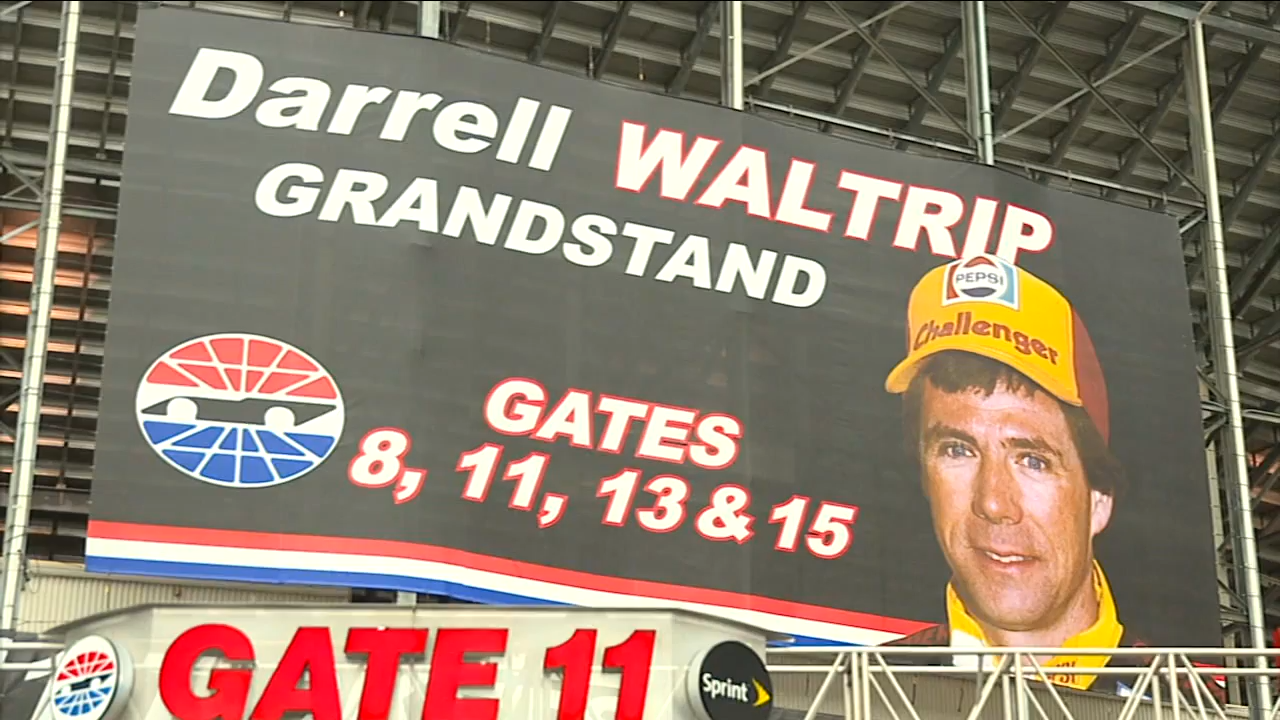 Darrell WALTRIP
GRANDSTAND
PEPSI
Challenger
GATES
8, 11, 13 & 15
GATE 11
Sprint